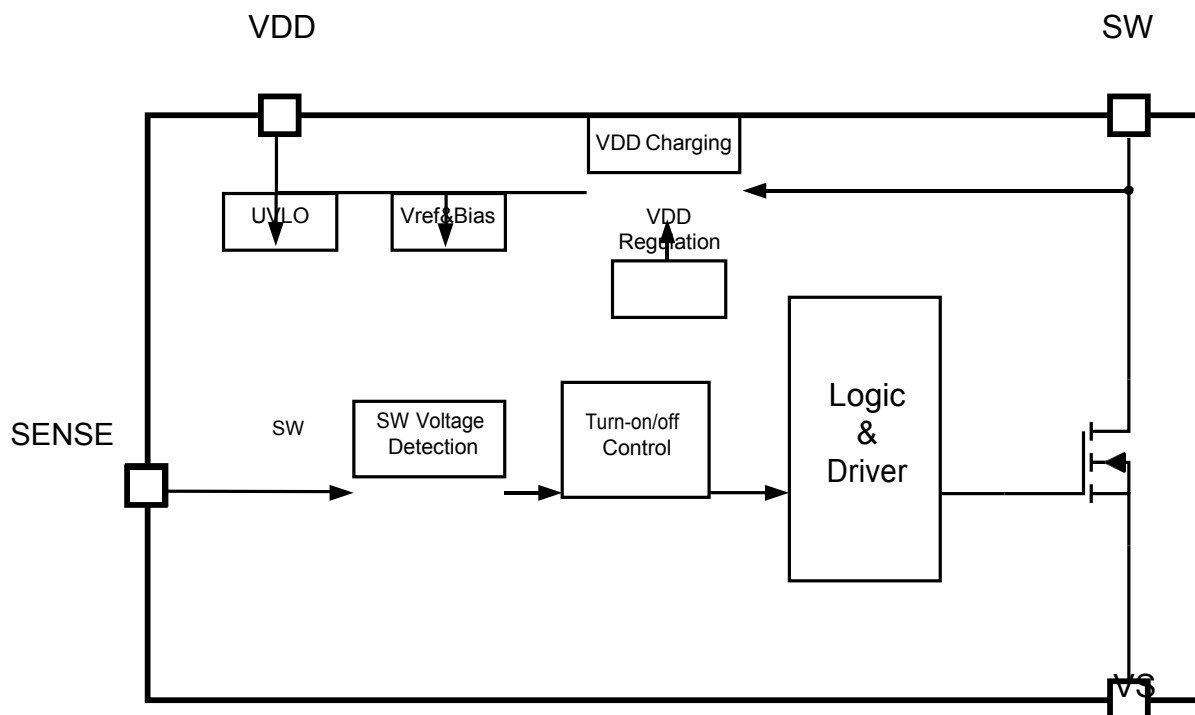 VDD
SW
VDD Charging
UVLO
Vref&Bias
VDD
Regulation
SENSE
SW
SW Voltage
Detection
Turn-on/off
Control
Logic
&
Driver
VS